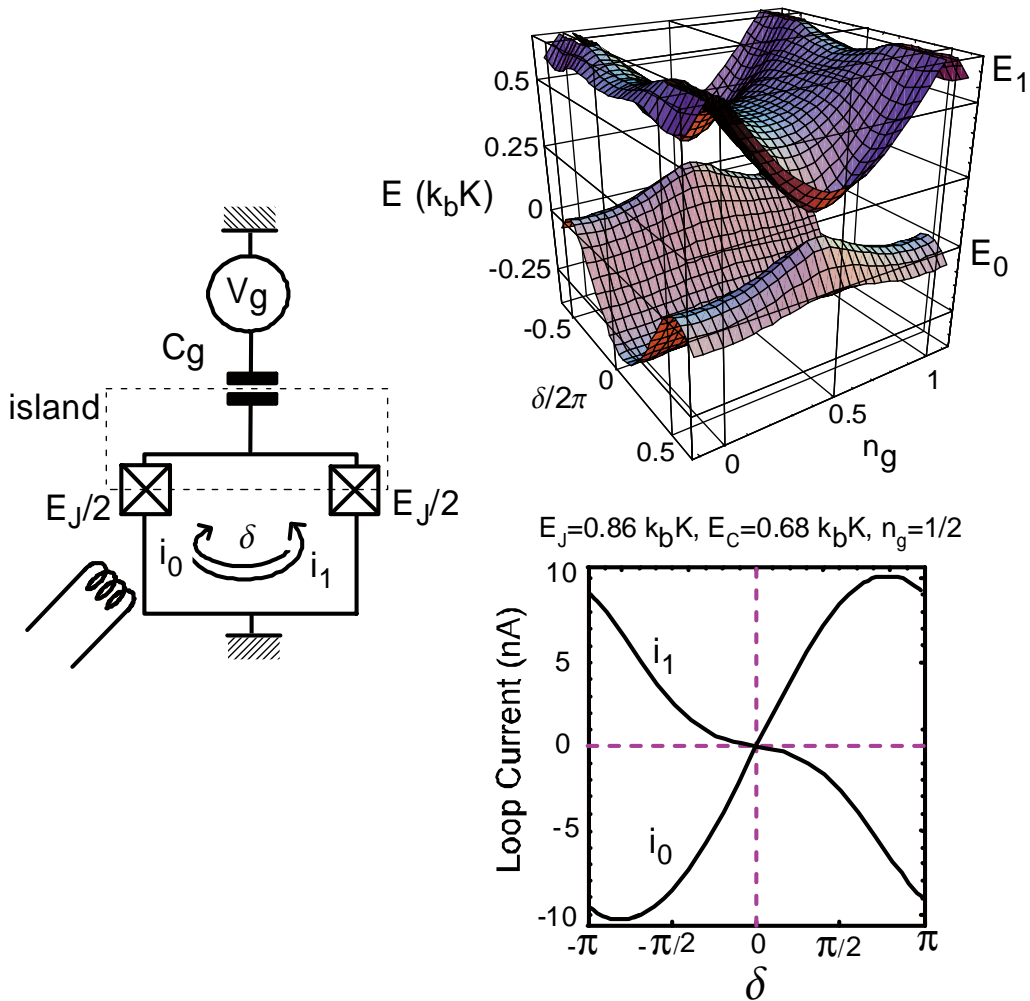 V_g
C_g
island
E_J/2
E_J/2
δ
i_0
i_1
E (k_bK)
0.5
0.25
0
-0.25
-0.5
0
0.5
δ/2π
0
0.5
1
n_g
E_1
E_0
E_J=0.86 k_bK, E_C=0.68 k_bK, n_g=1/2
Loop Current (nA)
10
5
0
-5
-10
i_1
i_0
-π
-π/2
0
π/2
π
δ